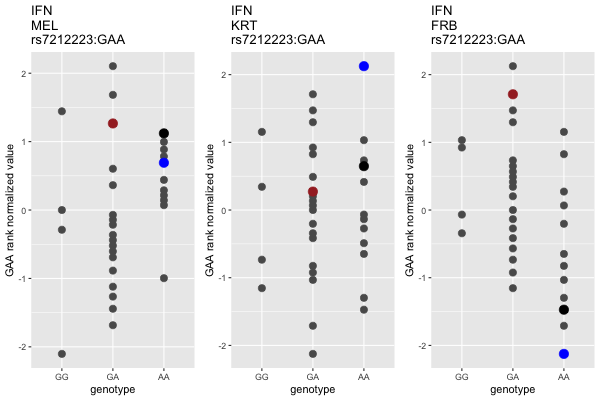 IFN
MEL
rs7212223:GAA
GAA rank normalized value
2
1
0
-1
-2
GG GA AA
genotype
IFN
KRT
rs7212223:GAA
GAA rank normalized value
2
1
0
-1
-2
GG GA AA
genotype
IFN
FRB
rs7212223:GAA
GAA rank normalized value
2
1
0
-1
-2
GG GA AA
genotype